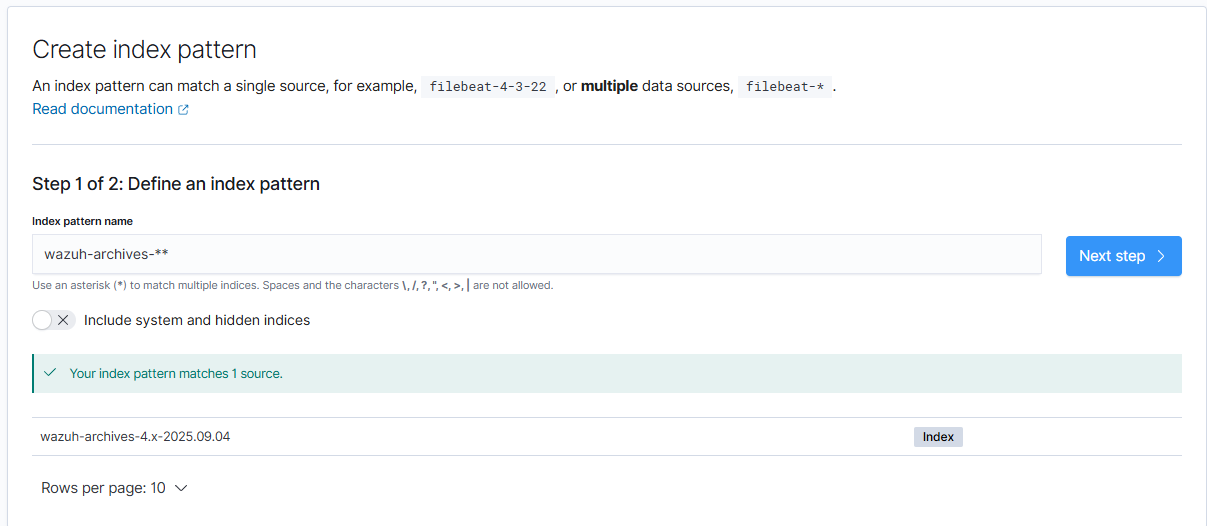 Create index pattern
An index pattern can match a single source, for example, filebeat-4-3-22 , or multiple data sources, filebeat-* .
Read documentation
Step 1 of 2: Define an index pattern
Index pattern name
wazuh-archives-**
Next step
Use an asterisk (*) to match multiple indices. Spaces and the characters \, /, ?, ", <, >, | are not allowed.
Include system and hidden indices
Your index pattern matches 1 source.
wazuh-archives-4.x-2025.09.04 Index
Rows per page: 10